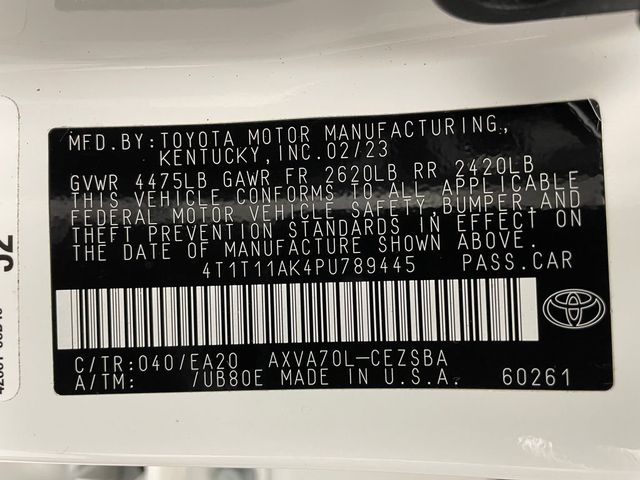 MFD.BY:TOYOTA MOTOR MANUFACTURING,
KENTUCKY,INC.02/23
GVWR 4475LB GAWR FR 2620LB RR 2420LB
THIS VEHICLE CONFORMS TO ALL APPLICABLE
FEDERAL MOTOR VEHICLE SAFETY,BUMPER,AND
THEFT PREVENTION STANDARDS IN EFFECT ON
THE DATE OF MANUFACTURE SHOWN ABOVE.
4T1T11AK4PU789445 PASS.CAR
C/TR:040/EA20 AXVA70L-CEZSBA
A/TM: /UB80E MADE IN U.S.A. 60261